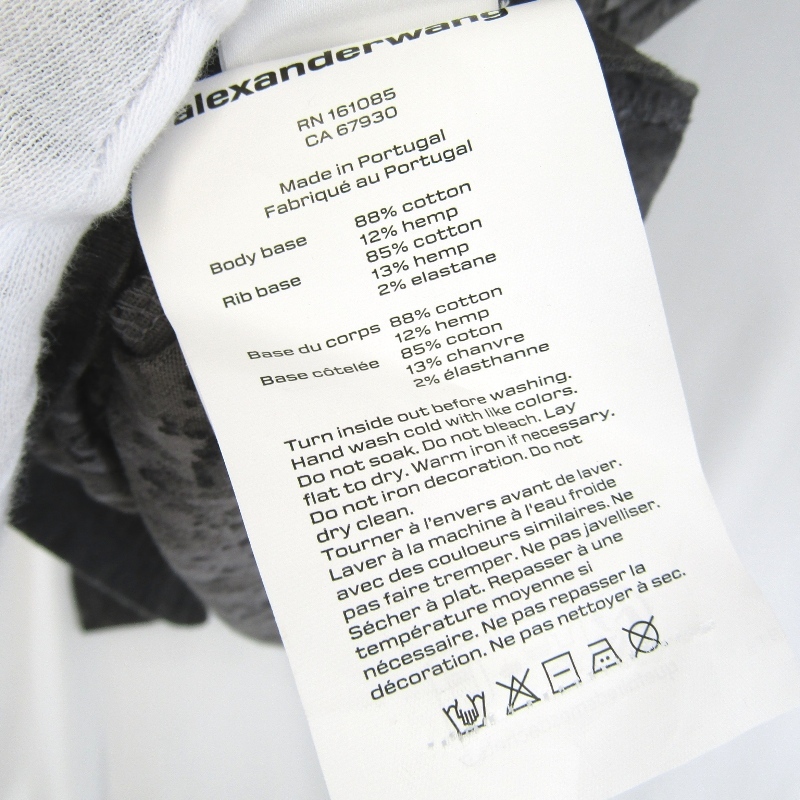 alexanderwang
RN 161085
CA 67930
Made in Portugal
Fabriqué au Portugal
Body base 88% cotton
12% hemp
Rib base 85% cotton
13% hemp
2% elastane
Base du corps 88% cotton
12% hemp
Base côtelée 85% coton
13% chanvre
2% élasthanne
Turn inside out before washing.
Hand wash cold with like colors.
Do not soak. Do not bleach. Lay
flat to dry. Warm iron if necessary.
Do not iron decoration. Do not
dry clean.
Tourner à l'envers avant de laver.
Laver à la machine à l'eau froide
avec des couloeurs similaires. Ne
pas faire tremper. Ne pas javelliser.
Sécher à plat. Repasser à une
température moyenne si
nécessaire. Ne pas repasser la
décoration. Ne pas nettoyer à sec.